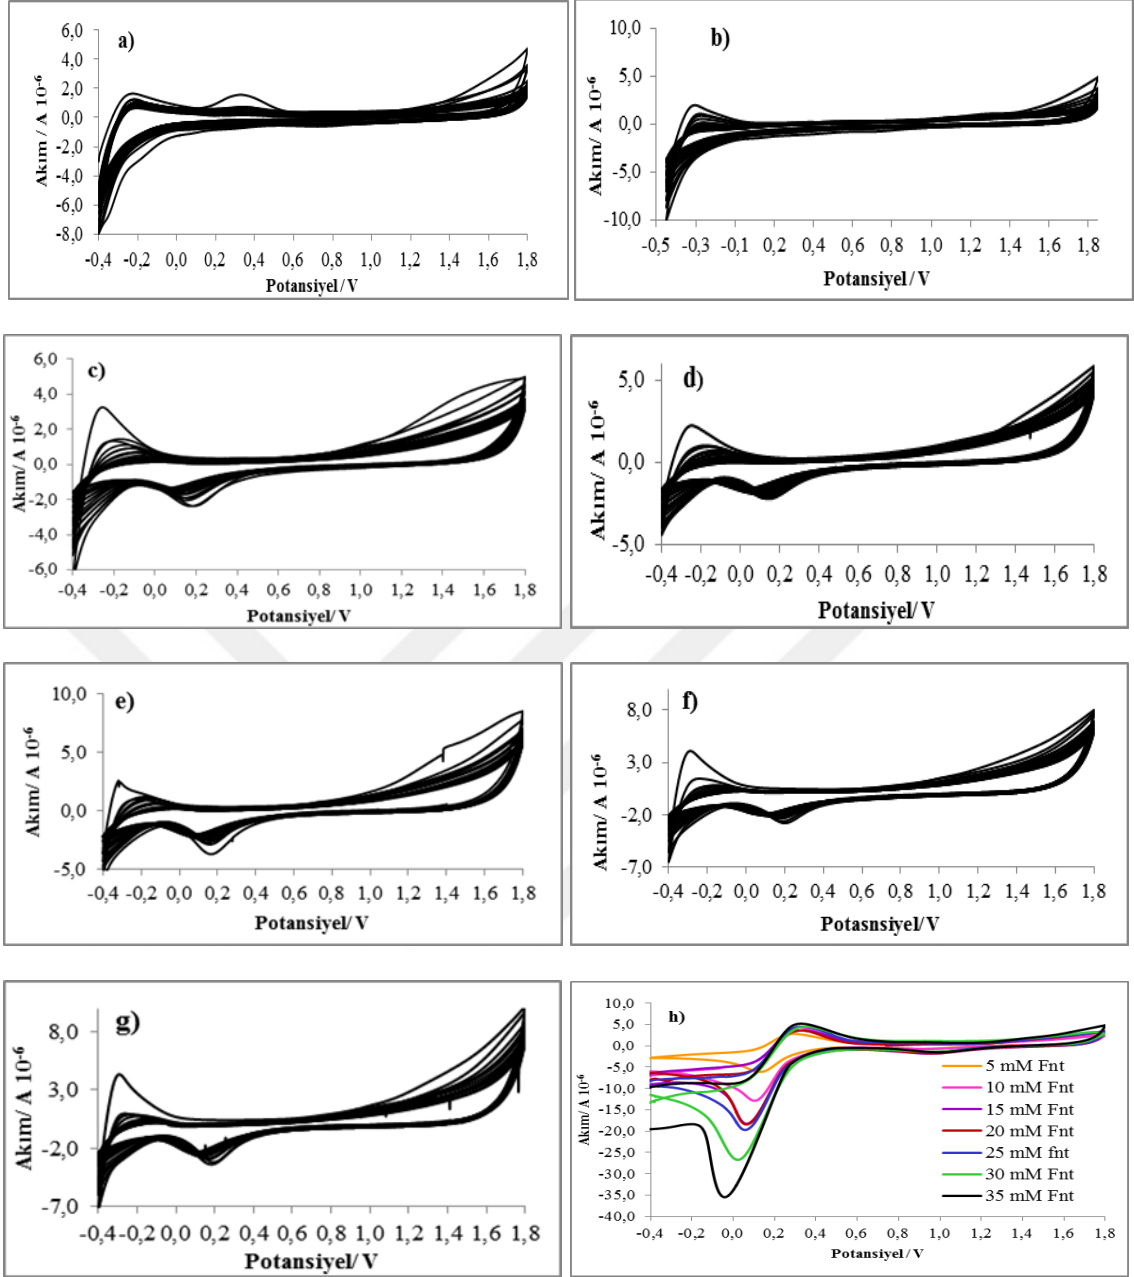 a)
6,0
4,0
2,0
0,0
-2,0
-4,0
-6,0
-8,0
Akım / A 10-6
-0,4 -0,2 0,0 0,2 0,4 0,6 0,8 1,0 1,2 1,4 1,6 1,8
Potansiyel / V
b)
10,0
5,0
0,0
-5,0
-10,0
Akım/ A 10-6
-0,5 -0,3 -0,1 0,2 0,4 0,6 0,8 1,0 1,2 1,4 1,6 1,8
Potansiyel/ V
c)
6,0
4,0
2,0
0,0
-2,0
-4,0
-6,0
Akım/ A 10-6
-0,4 -0,2 0,0 0,2 0,4 0,6 0,8 1,0 1,2 1,4 1,6 1,8
Potansiyel/ V
d)
5,0
0,0
-5,0
Akım/ A 10-6
-0,4 -0,2 0,0 0,2 0,4 0,6 0,8 1,0 1,2 1,4 1,6 1,8
Potansiyel/ V
e)
10,0
5,0
0,0
-5,0
Akım/ A 10-6
-0,4 -0,2 0,0 0,2 0,4 0,6 0,8 1,0 1,2 1,4 1,6 1,8
Potansiyel/ V
f)
8,0
3,0
-2,0
-7,0
Akım/ A 10-6
-0,4 -0,2 0,0 0,2 0,4 0,6 0,8 1,0 1,2 1,4 1,6 1,8
Potasnsiyel/ V
g)
8,0
3,0
-2,0
-7,0
Akım/ A 10-6
-0,4 -0,2 0,0 0,2 0,4 0,6 0,8 1,0 1,2 1,4 1,6 1,8
Potansiyel/ V
h)
10,0
5,0
0,0
-5,0
-10,0
-15,0
-20,0
-25,0
-30,0
-35,0
-40,0
Akım/ A 10-6
5 mM Fnt
10 mM Fnt
15 mM Fnt
20 mM Fnt
25 mM fnt
30 mM Fnt
35 mM Fnt
-0,4 -0,2 0,0 0,2 0,4 0,6 0,8 1,0 1,2 1,4 1,6 1,8
Potansiyel / V